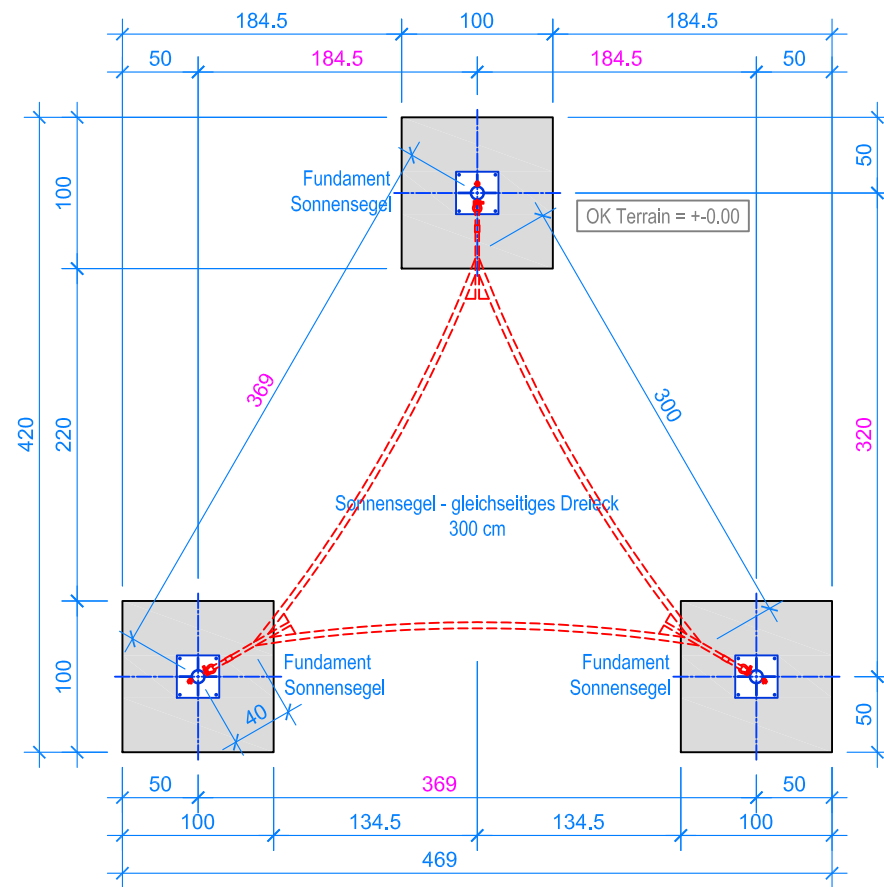 184.5
100
184.5
50
184.5
184.5
50
Fundament
Sonnensegel
OK Terrain = +-0.00
50
100
369
300
420
220
320
Sonnensegel - gleichseitiges Dreieck
300 cm
Fundament
Sonnensegel
Fundament
Sonnensegel
100
40
50
50
369
50
100
134.5
134.5
100
469